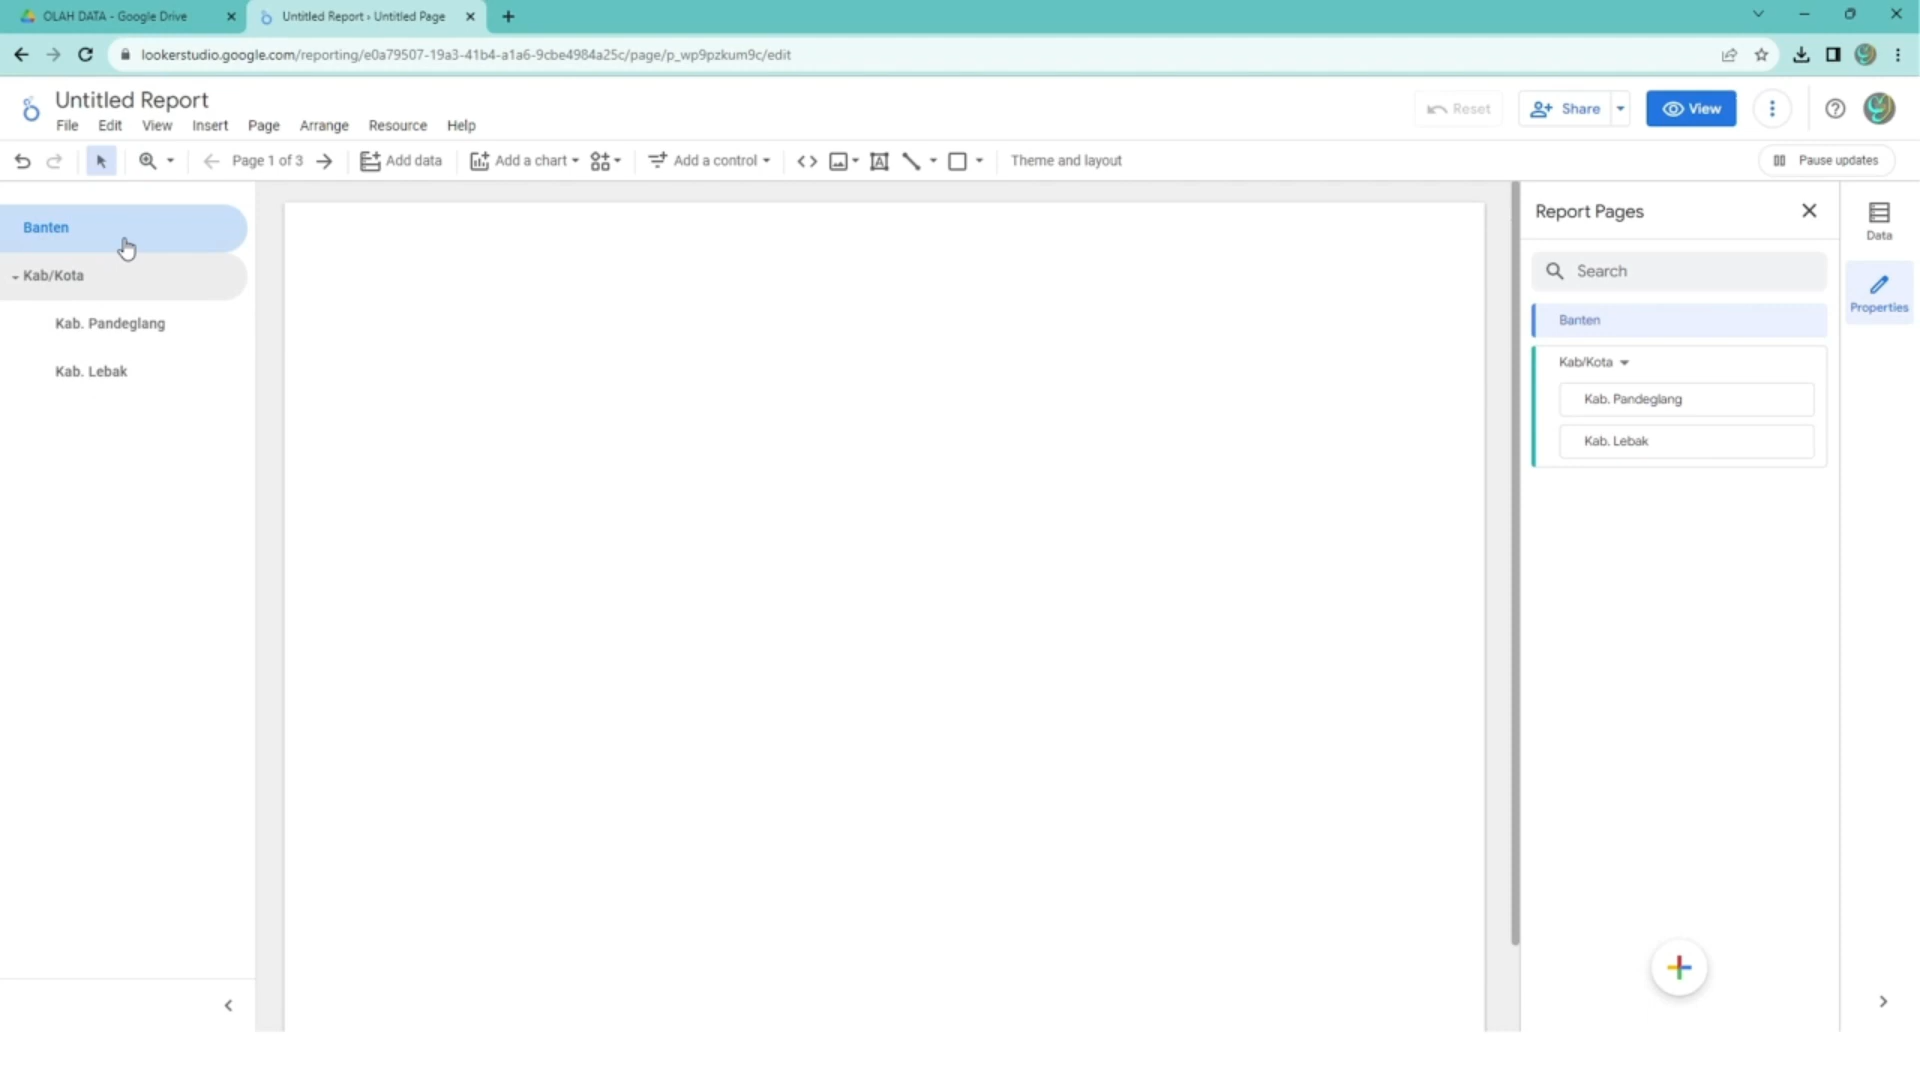 OLAH DATA - Google Drive
Untitled Report › Untitled Page
lookerstudio.google.com/reporting/e0a79507-19a3-41b4-a1a6-9cbe4984a25c/page/p_wp9pzkum9c/edit
Untitled Report
File Edit View Insert Page Arrange Resource Help
Reset
Share
View
Page 1 of 3
Add data
Add a chart
Add a control
Theme and layout
Pause updates
Banten
Kab/Kota
Kab. Pandeglang
Kab. Lebak
Report Pages
Search
Banten
Kab/Kota
Kab. Pandeglang
Kab. Lebak
Data
Properties